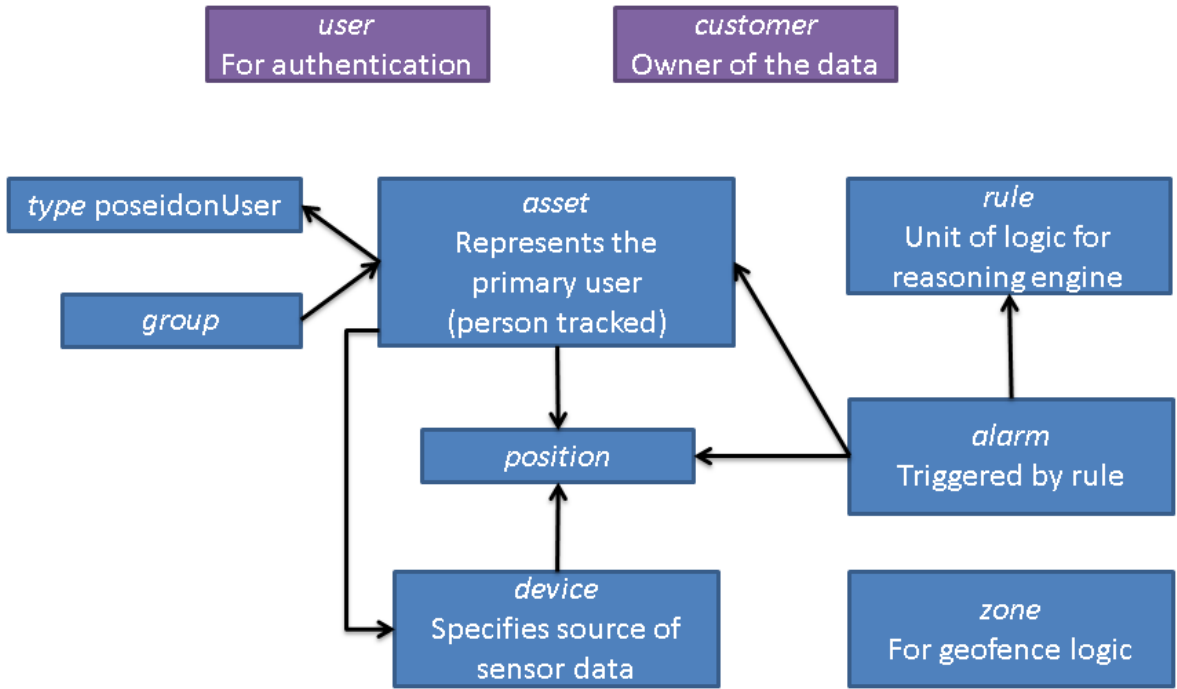 user
For authentication
customer
Owner of the data
type poseidonUser
asset
Represents the
primary user
(person tracked)
rule
Unit of logic for
reasoning engine
group
position
alarm
Triggered by rule
device
Specifies source of
sensor data
zone
For geofence logic